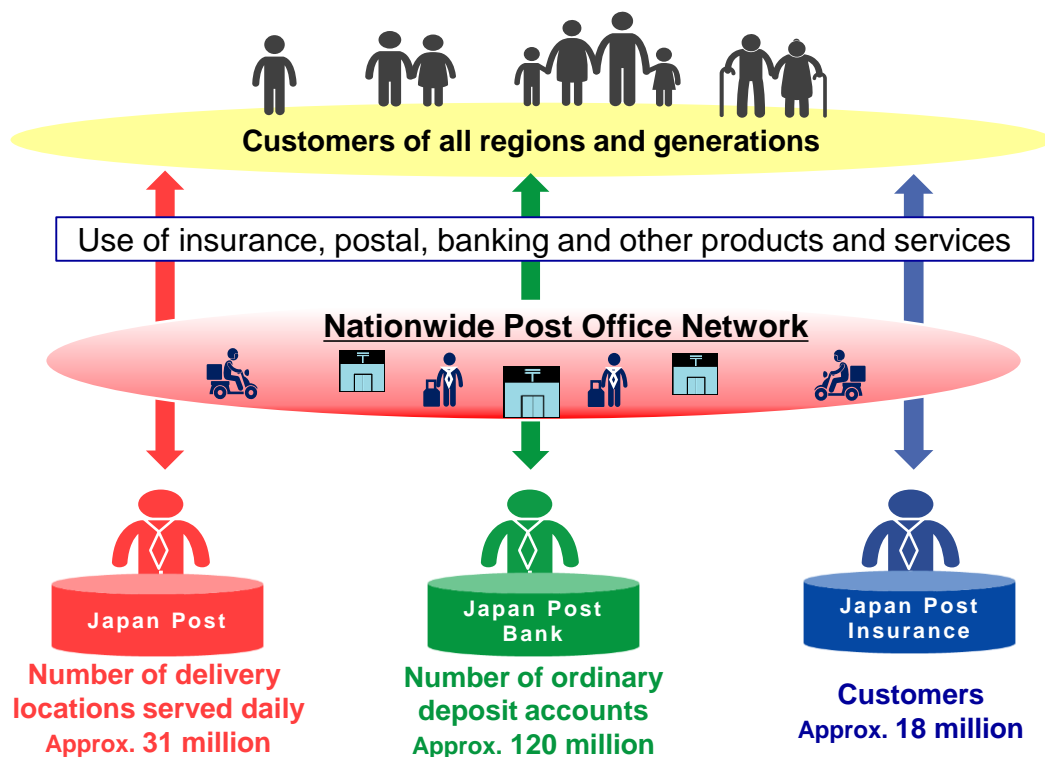 Customers of all regions and generations
Use of insurance, postal, banking and other products and services
Nationwide Post Office Network
〒
〒
〒
Japan Post
Japan Post
Bank
Japan Post
Insurance
Number of delivery
locations served daily
Approx. 31 million
Number of ordinary
deposit accounts
Approx. 120 million
Customers
Approx. 18 million